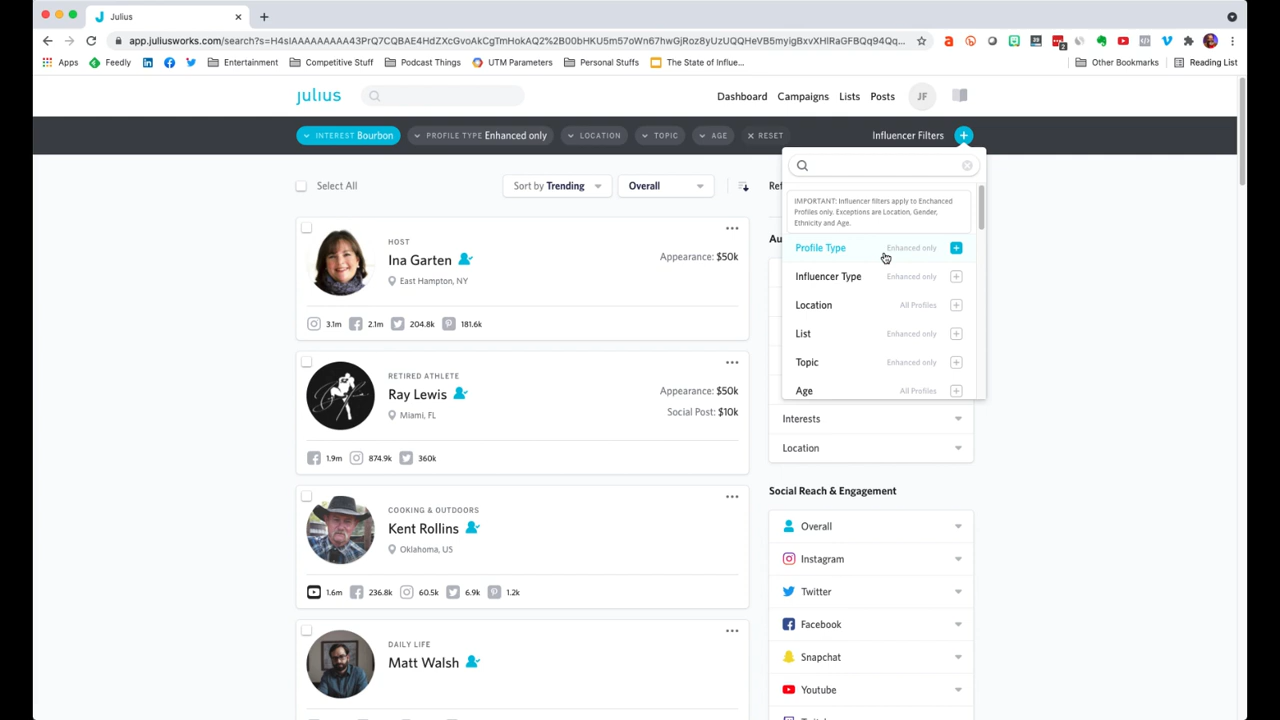 Julius
app.juliusworks.com/search?s=
Apps
Feedly
Entertainment
Competitive Stuff
Podcast Things
UTM Parameters
Personal Stuffs
The State of Influe...
Other Bookmarks
Reading List
julius
Dashboard
Campaigns
Lists
Posts
JF
INTEREST Bourbon
PROFILE TYPE Enhanced only
LOCATION
TOPIC
AGE
RESET
Influencer Filters
Select All
Sort by Trending
Overall
IMPORTANT: Influencer filters apply to Enchanced
Profiles only. Exceptions are Location, Gender,
Ethnicity and Age.
Profile Type Enhanced only
Influencer Type Enhanced only
Location All Profiles
List Enhanced only
Topic Enhanced only
Age All Profiles
HOST
Ina Garten
East Hampton, NY
Appearance: $50k
3.1m 2.1m 204.8k 181.6k
RETIRED ATHLETE
Ray Lewis
Miami, FL
Appearance: $50k
Social Post: $10k
1.9m 874.9k 360k
COOKING & OUTDOORS
Kent Rollins
Oklahoma, US
1.6m 236.8k 60.5k 6.9k 1.2k
DAILY LIFE
Matt Walsh
Interests
Location
Social Reach & Engagement
Overall
Instagram
Twitter
Facebook
Snapchat
Youtube